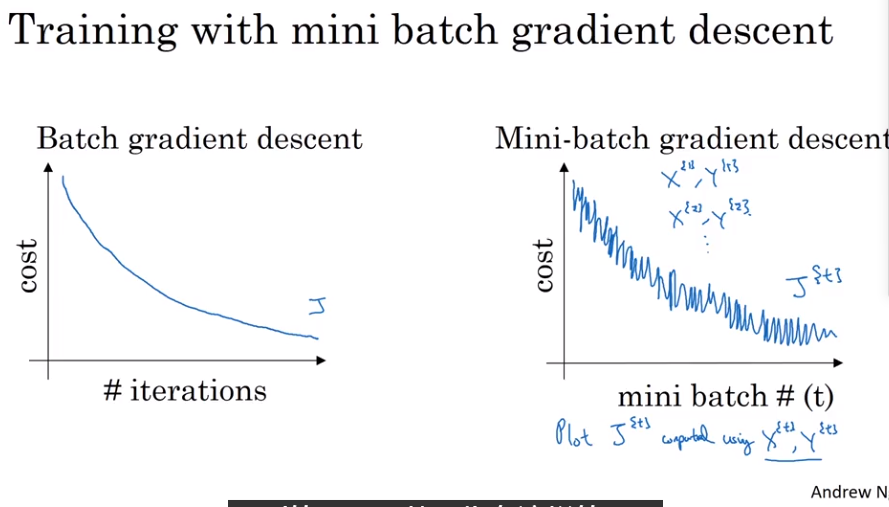 Training with mini batch gradient descent
Batch gradient descent
cost
J
# iterations
Mini-batch gradient descent
X^{1}, Y^{1}
X^{2}, Y^{2}
⋮
cost
J^{t}
mini batch # (t)
Plot J^{t} computed using X^{t}, Y^{t}
Andrew N